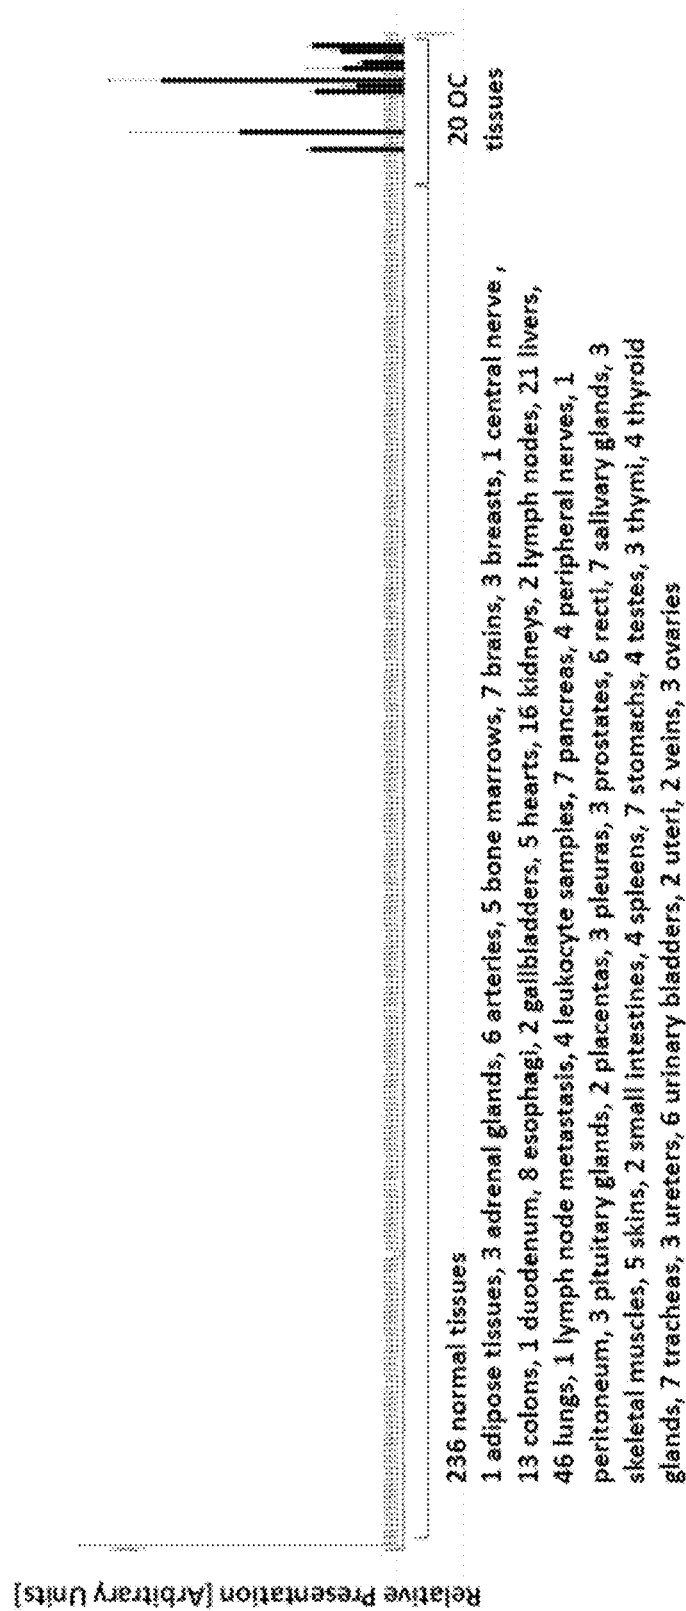 Relative Presentation [Arbitrary Units]
236 normal tissues
1 adipose tissues, 3 adrenal glands, 6 arteries, 5 bone marrows, 7 brains, 3 breasts, 1 central nerve ,
13 colons, 1 duodenum, 8 esophagi, 2 gallbladders, 5 hearts, 16 kidneys, 2 lymph nodes, 21 livers,
46 lungs, 1 lymph node metastasis, 4 leukocyte samples, 7 pancreas, 4 peripheral nerves, 1
peritoneum, 3 pituitary glands, 2 placentas, 3 pleuras, 3 prostates, 6 recti, 7 salivary glands, 3
skeletal muscles, 5 skins, 2 small intestines, 4 spleens, 7 stomachs, 4 testes, 3 thymi, 4 thyroid
glands, 7 tracheas, 3 ureters, 6 urinary bladders, 2 uteri, 2 veins, 3 ovaries
20 OC
tissues